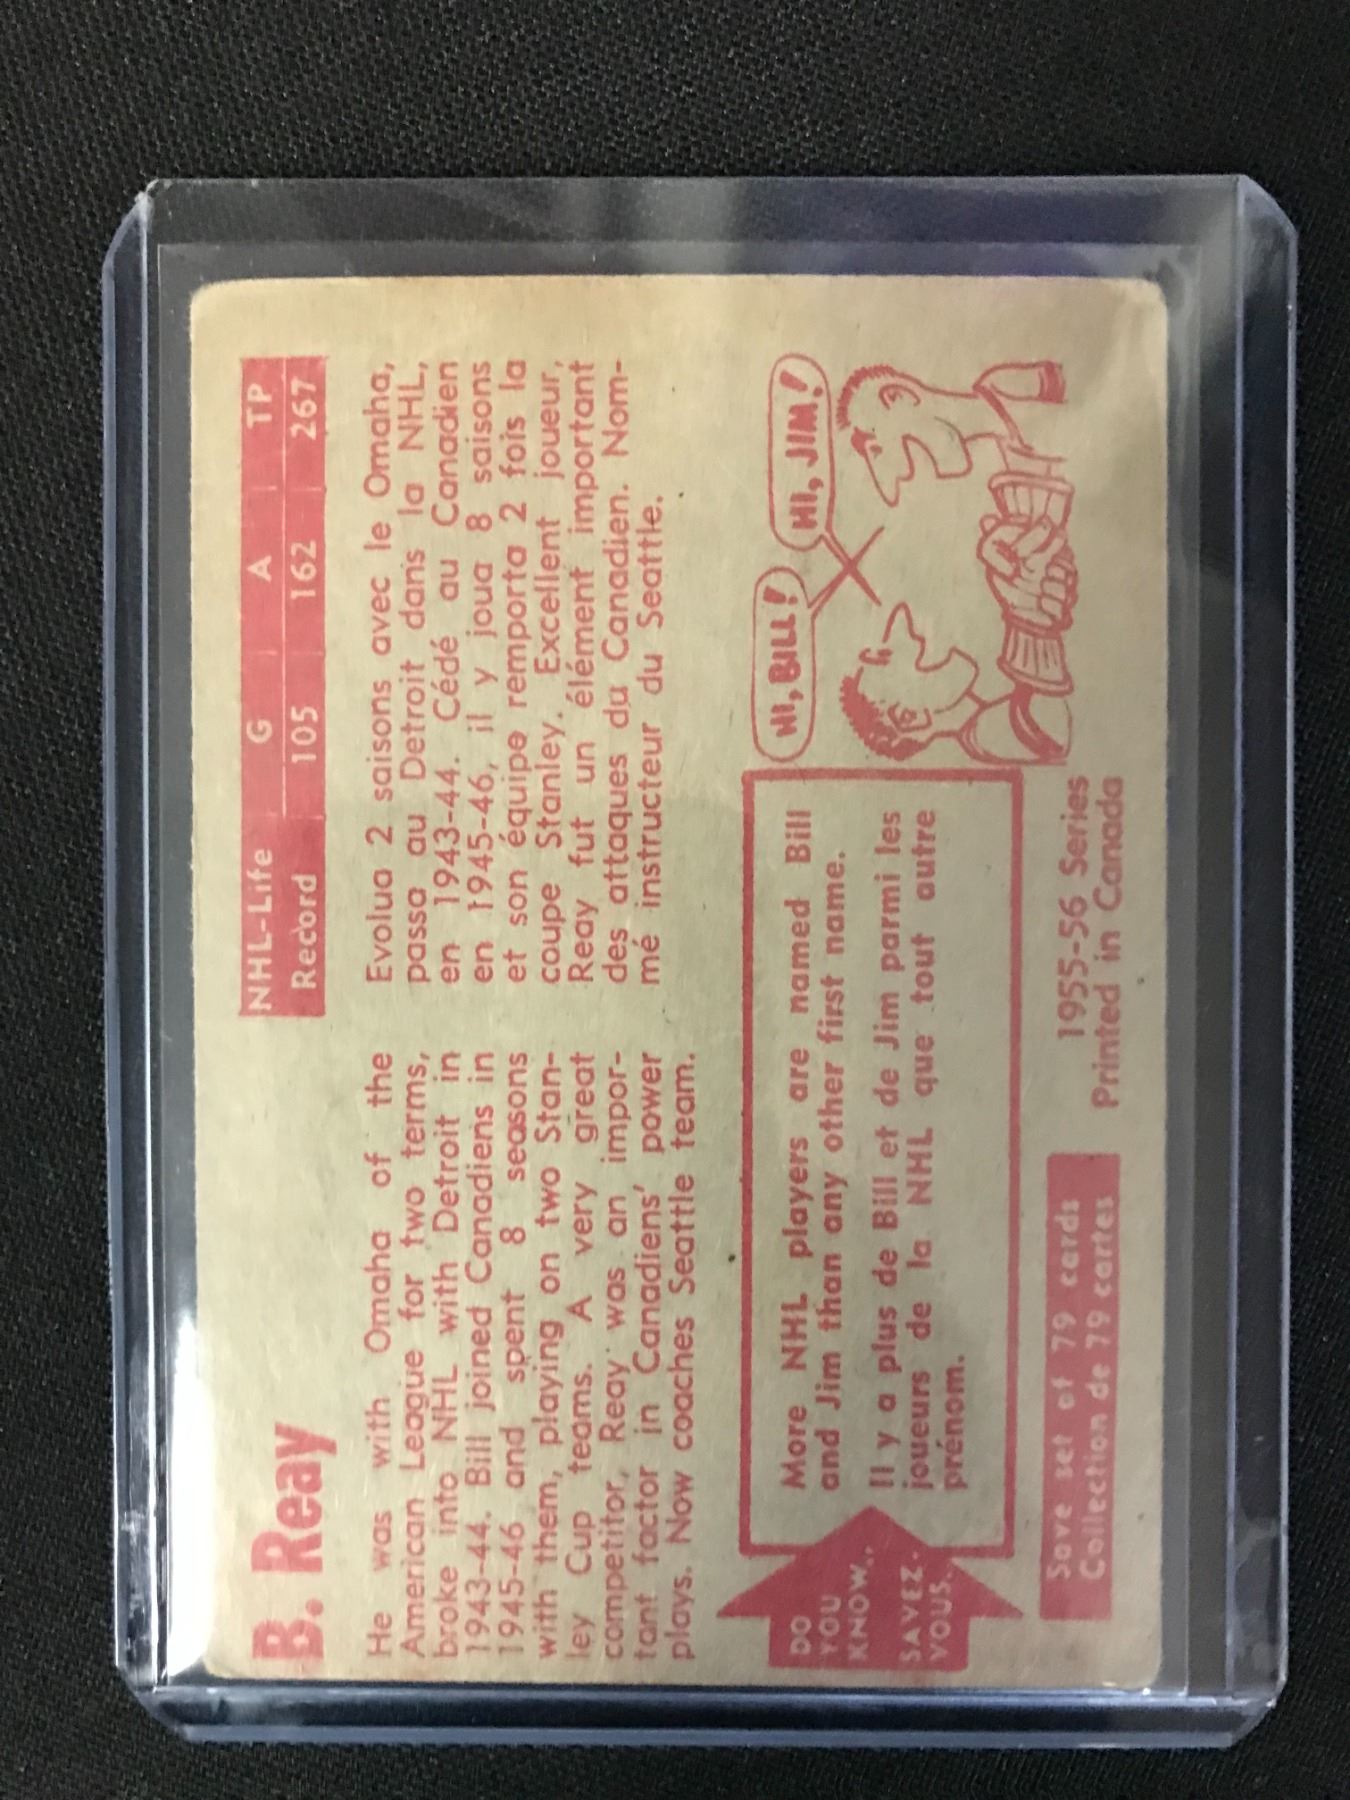 B. Reay
NHL-Life G A TP
Record 105 162 267
He was with Omaha of the
American League for two terms,
broke into NHL with Detroit in
1943-44. Bill joined Canadiens in
1945-46 and spent 8 seasons
with them, playing on two Stan-
ley Cup teams. A very great
competitor, Reay was an impor-
tant factor in Canadiens' power
plays. Now coaches Seattle team.
Evolua 2 saisons avec le Omaha,
passa au Detroit dans la NHL,
en 1943-44. Cédé au Canadien
en 1945-46, il y joua 8 saisons
et son équipe remporta 2 fois la
coupe Stanley. Excellent joueur,
Reay fut un élément important
des attaques du Canadien. Nom-
mé instructeur du Seattle.
DO
YOU
KNOW..
SAVEZ-
VOUS..
More NHL players are named Bill
and Jim than any other first name.
Il y a plus de Bill et de Jim parmi les
joueurs de la NHL que tout autre
prénom.
HI, BILL!
HI, JIM!
Save set of 79 cards
Collection de 79 cartes
1955-56 Series
Printed in Canada